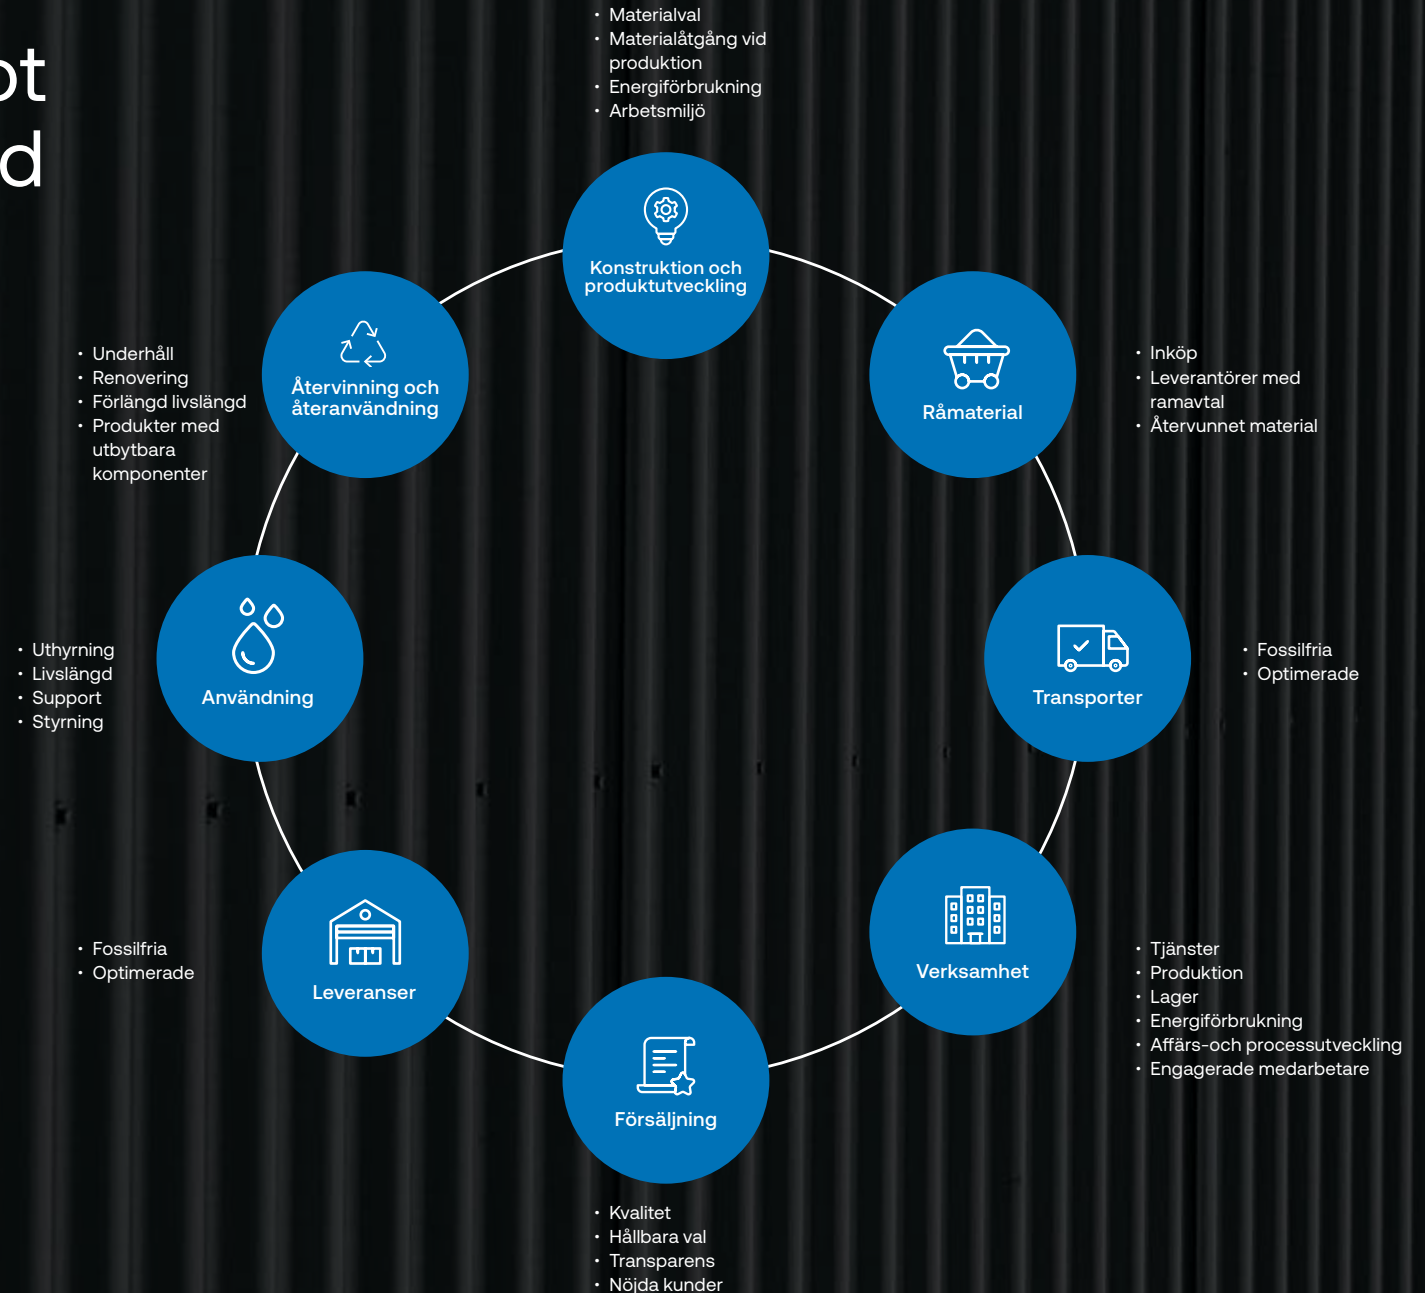 • Materialval
• Materialåtgång vid
produktion
• Energiförbrukning
• Arbetsmiljö
Konstruktion och
produktutveckling
Råmaterial
• Inköp
• Leverantörer med
ramavtal
• Återvunnet material
Transporter
• Fossilfria
• Optimerade
Verksamhet
• Tjänster
• Produktion
• Lager
• Energiförbrukning
• Affärs-och processutveckling
• Engagerade medarbetare
Försäljning
• Kvalitet
• Hållbara val
• Transparens
• Nöjda kunder
Leveranser
• Fossilfria
• Optimerade
Användning
• Uthyrning
• Livslängd
• Support
• Styrning
Återvinning och
återanvändning
• Underhåll
• Renovering
• Förlängd livslängd
• Produkter med
utbytbara
komponenter